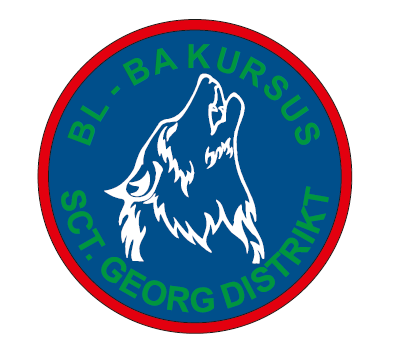 BL - BA KURSUS
SCT. GEORG DISTRIKT